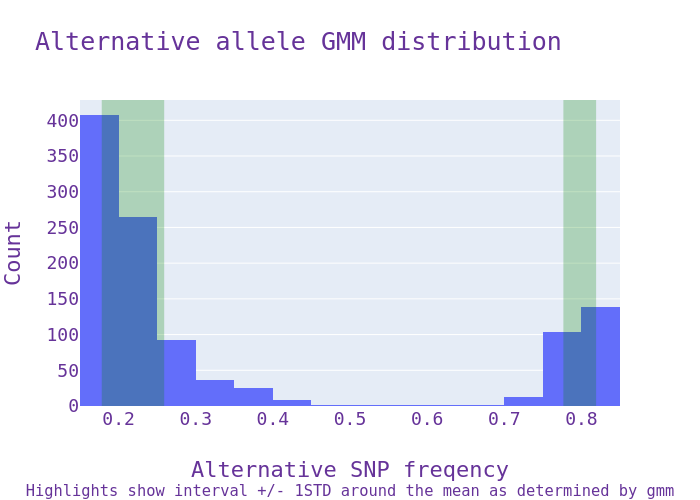 Alternative allele GMM distribution
400
350
300
250
200
150
100
50
0
Count
0.2 0.3 0.4 0.5 0.6 0.7 0.8
Alternative SNP freqency
Highlights show interval +/- 1STD around the mean as determined by gmm